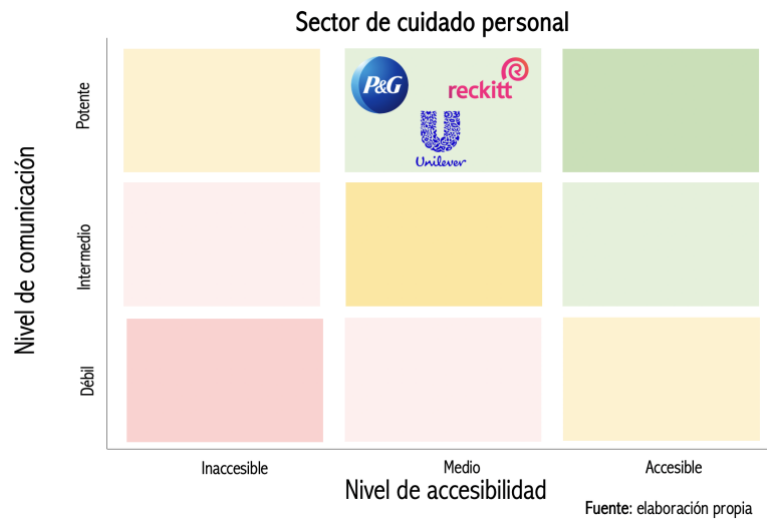 Sector de cuidado personal
P&G
reckitt
Unilever
Nivel de comunicación
Potente
Intermedio
Débil
Inaccesible
Medio
Accesible
Nivel de accesibilidad
Fuente: elaboración propia